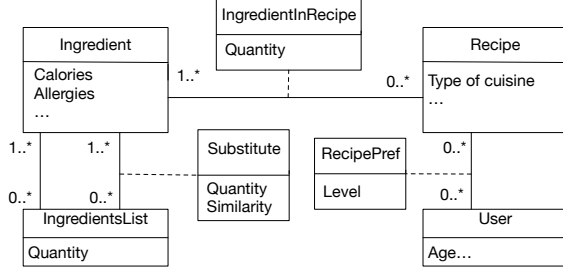 IngredientInRecipe
Quantity
Ingredient
Calories
Allergies
...
1..*
0..*
Recipe
Type of cuisine
...
1..*
1..*
0..*
0..*
Substitute
Quantity
Similarity
RecipePref
Level
0..*
0..*
IngredientsList
Quantity
User
Age...